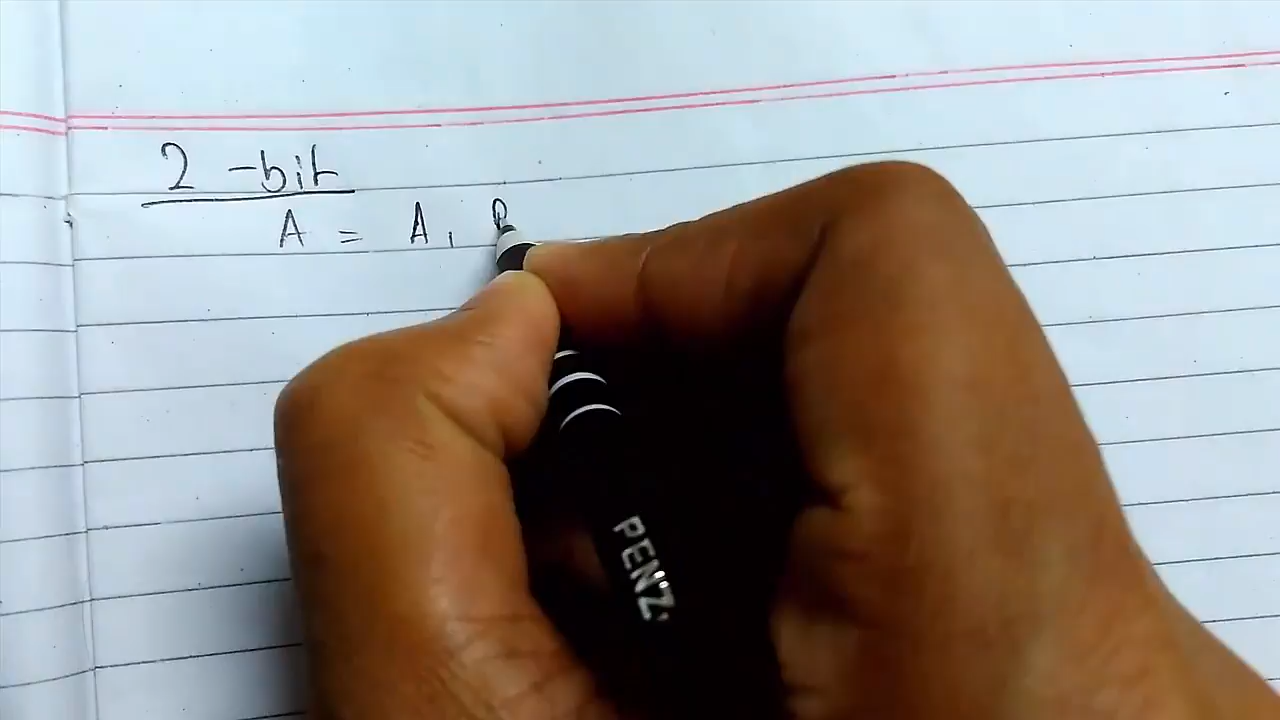 2 -bit
A = A₁
PENZ